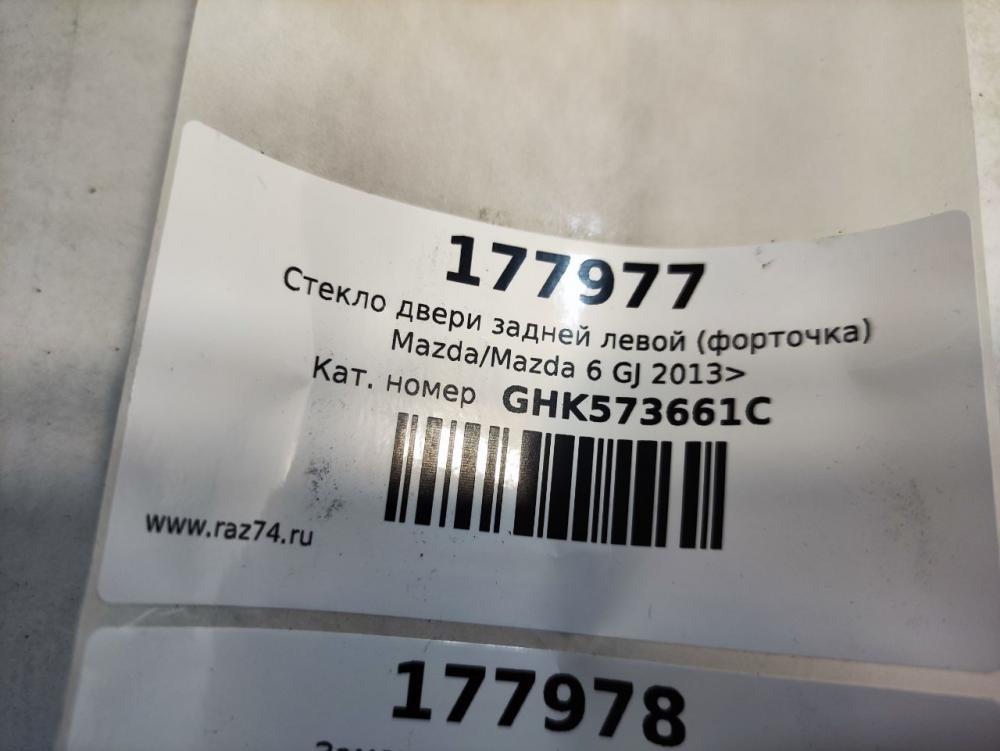 177977
Стекло двери задней левой (форточка)
Mazda/Mazda 6 GJ 2013>
Кат. номер GHK573661C
www.raz74.ru
177978